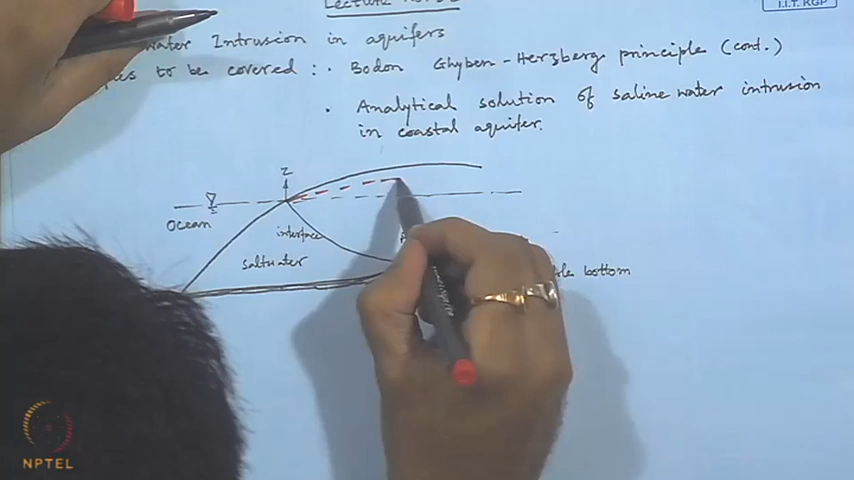 I.I.T. KGP
Lecture
water Intrusion in aquifers
to be covered : • Bodon Ghyben-Herzberg principle (cont.)
• Analytical solution of saline water intrusion
in coastal aquifer.
z
Ocean
interface
saltwater
bottom
NPTEL